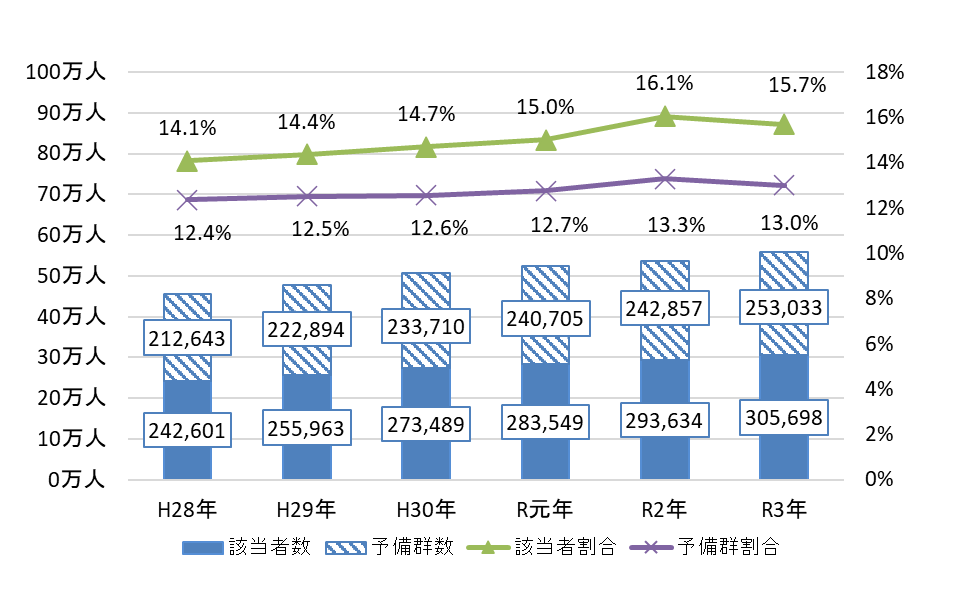 100万人
90万人
80万人
70万人
60万人
50万人
40万人
30万人
20万人
10万人
0万人
18%
16%
14%
12%
10%
8%
6%
4%
2%
0%
14.1% 14.4% 14.7% 15.0% 16.1% 15.7%
12.4% 12.5% 12.6% 12.7% 13.3% 13.0%
212,643 222,894 233,710 240,705 242,857 253,033
242,601 255,963 273,489 283,549 293,634 305,698
H28年 H29年 H30年 R元年 R2年 R3年
該当者数 予備群数 該当者割合 予備群割合